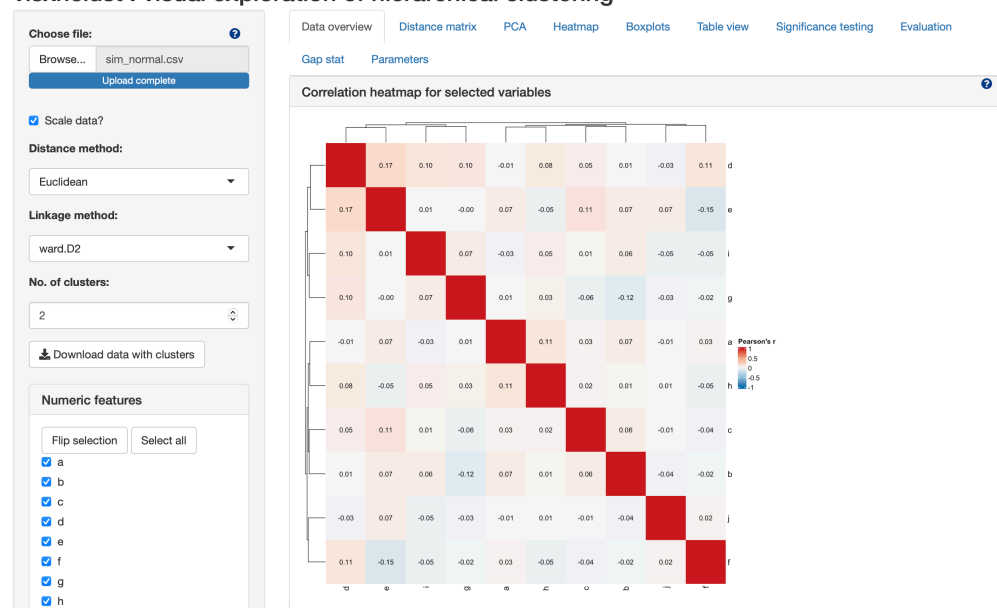 Choose file:
Browse... sim_normal.csv
Upload complete
Scale data?
Distance method:
Euclidean
Linkage method:
ward.D2
No. of clusters:
2
Download data with clusters
Numeric features
Flip selection Select all
a
b
c
d
e
f
g
h
Data overview Distance matrix PCA Heatmap Boxplots Table view Significance testing Evaluation
Gap stat Parameters
Correlation heatmap for selected variables
0.17 0.10 0.10 -0.01 0.08 0.05 0.01 -0.03 0.11 d
0.17 0.01 -0.00 0.07 -0.05 0.11 0.07 0.07 -0.15 e
0.10 0.01 0.07 -0.03 0.05 0.01 0.06 -0.05 -0.05 i
0.10 -0.00 0.07 0.01 0.03 -0.06 -0.12 -0.03 -0.02 g
-0.01 0.07 -0.03 0.01 0.11 0.03 0.07 -0.01 0.03 a
0.08 -0.05 0.05 0.03 0.11 0.02 0.01 0.01 -0.05 h
0.05 0.11 0.01 -0.06 0.03 0.02 0.06 -0.01 -0.04 c
0.01 0.07 0.06 -0.12 0.07 0.01 0.06 -0.04 -0.02 b
-0.03 0.07 -0.05 -0.03 -0.01 0.01 -0.01 -0.04 0.02 j
0.11 -0.15 -0.05 -0.02 0.03 -0.05 -0.04 -0.02 0.02 f
d e i g a h c b j f
Pearson's r
1
0.5
0
-0.5
-1